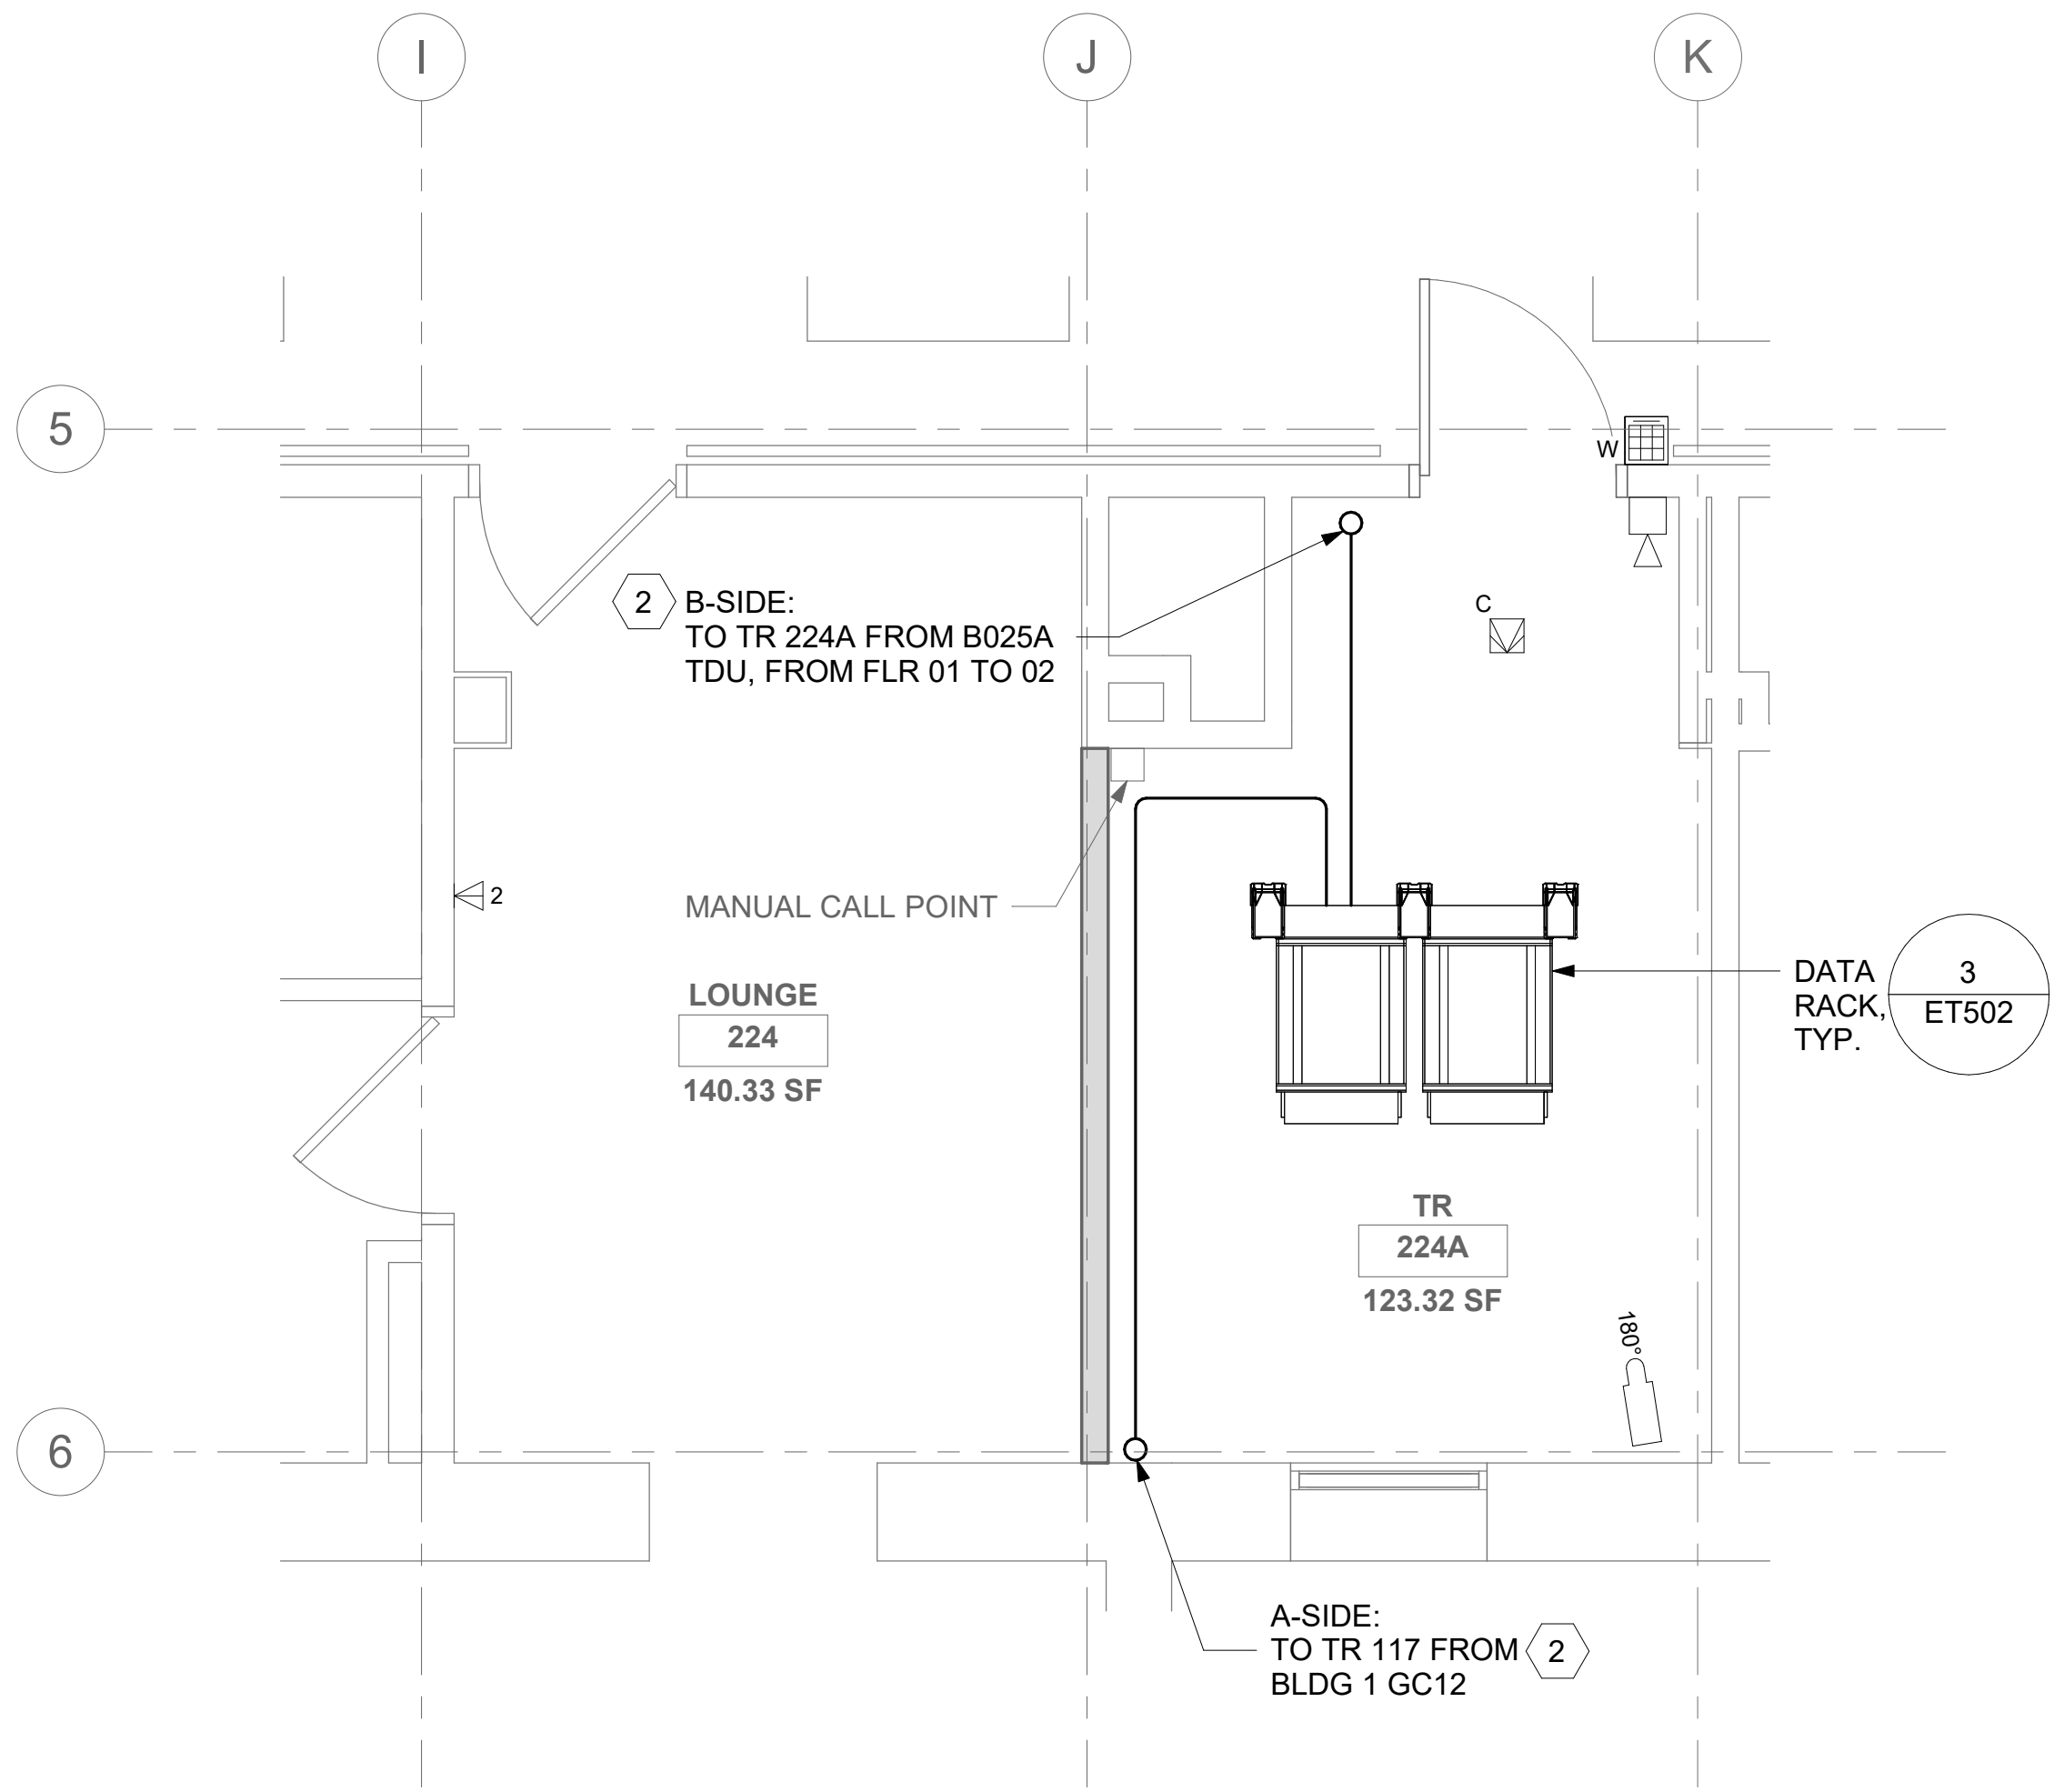 I
J
K
5
W
C
2
B-SIDE:
TO TR 224A FROM B025A
TDU, FROM FLR 01 TO 02
2
MANUAL CALL POINT
DATA
RACK,
TYP.
3
ET502
LOUNGE
224
140.33 SF
TR
224A
123.32 SF
180°
6
A-SIDE:
TO TR 117 FROM
BLDG 1 GC12
2